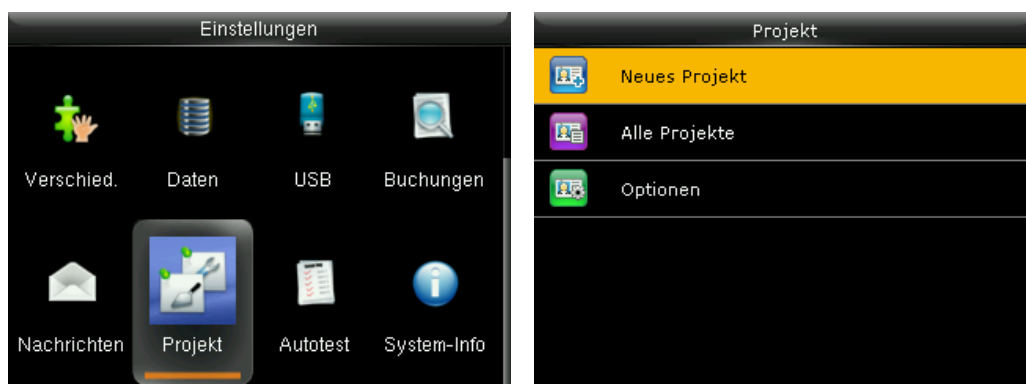 Einstellungen
Verschied. Daten USB Buchungen
Nachrichten Projekt Autotest System-Info
Projekt
Neues Projekt
Alle Projekte
Optionen